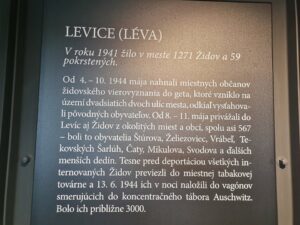 LEVICE (LÉVA)
V roku 1941 žilo v meste 1271 Židov a 59
pokrstených.
Od 4. – 10. 1944 mája nahnali miestnych občanov
židovského vierovyznania do geta, ktoré vzniklo na
území dvadsiatich dvoch ulíc mesta, odkiaľ vysťahova-
li pôvodných obyvateľov. Od 8. – 11. mája privážali do
Levíc aj Židov z okolitých miest a obcí, spolu asi 567
– boli to obyvatelia Štúrova, Želiezoviec, Vrábeľ, Te-
kovských Šarlúh, Čaty, Mikulova, Svodova a ďalších
menších dedín. Tesne pred deportáciou všetkých in-
ternovaných Židov previezli do miestnej tabakovej
továrne a 13. 6. 1944 ich v noci naložili do vagónov
smerujúcich do koncentračného tábora Auschwitz.
Bolo ich približne 3000.